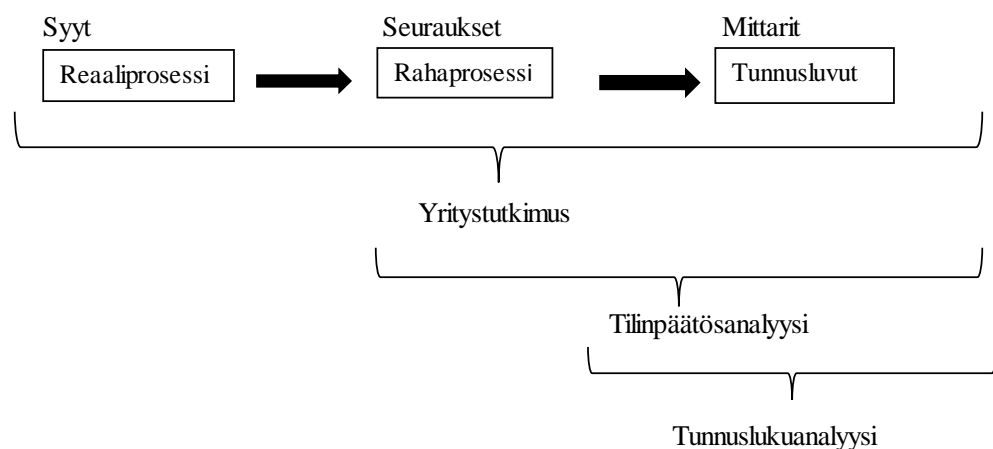 Syyt
Seuraukset
Mittarit
Reaaliprosessi
Rahaprosessi
Tunnusluvut
Yritystutkimus
Tilinpäätösanalyysi
Tunnuslukuanalyysi